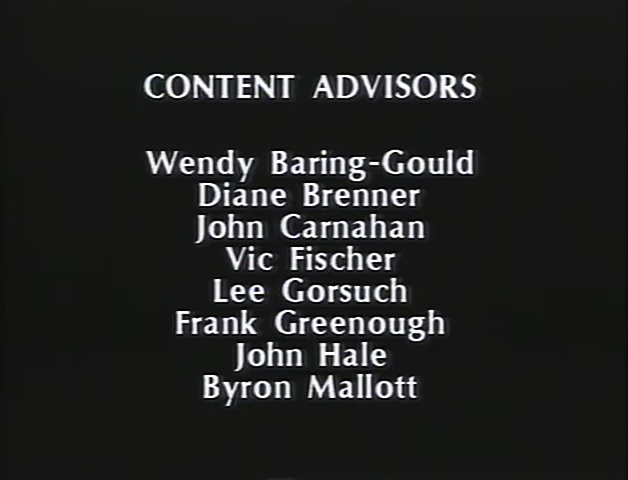 CONTENT ADVISORS
Wendy Baring-Gould
Diane Brenner
John Carnahan
Vic Fischer
Lee Gorsuch
Frank Greenough
John Hale
Byron Mallott